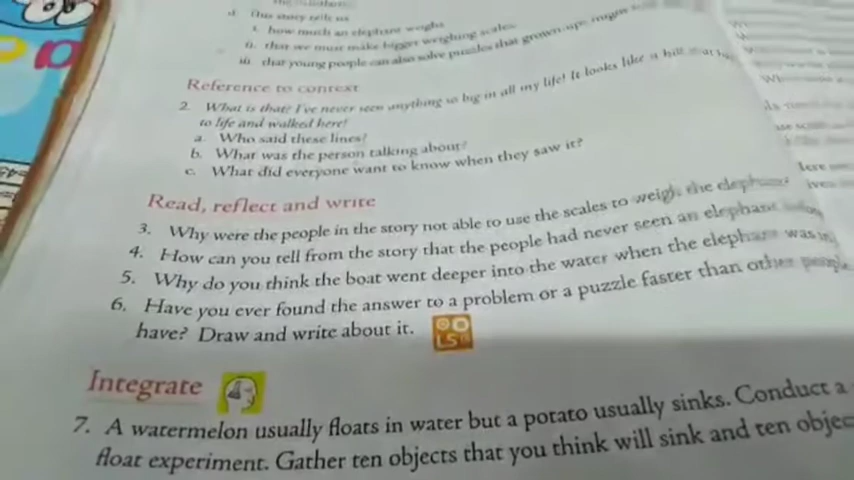 d. This story tells us
i. how much an elephant weighs.
ii. that we must make bigger weighing scales.
iii. that young people can also solve puzzles that grown-ups might
Reference to context
2. What is that? I've never seen anything so big in all my life! It looks like a hill that has
to life and walked here!
a. Who said these lines?
b. What was the person talking about?
c. What did everyone want to know when they saw it?
Read, reflect and write
3. Why were the people in the story not able to use the scales to weigh the elephant?
4. How can you tell from the story that the people had never seen an elephant before
5. Why do you think the boat went deeper into the water when the elephant was in
6. Have you ever found the answer to a problem or a puzzle faster than other people
have? Draw and write about it.
LS
Integrate
7. A watermelon usually floats in water but a potato usually sinks. Conduct a
float experiment. Gather ten objects that you think will sink and ten objec